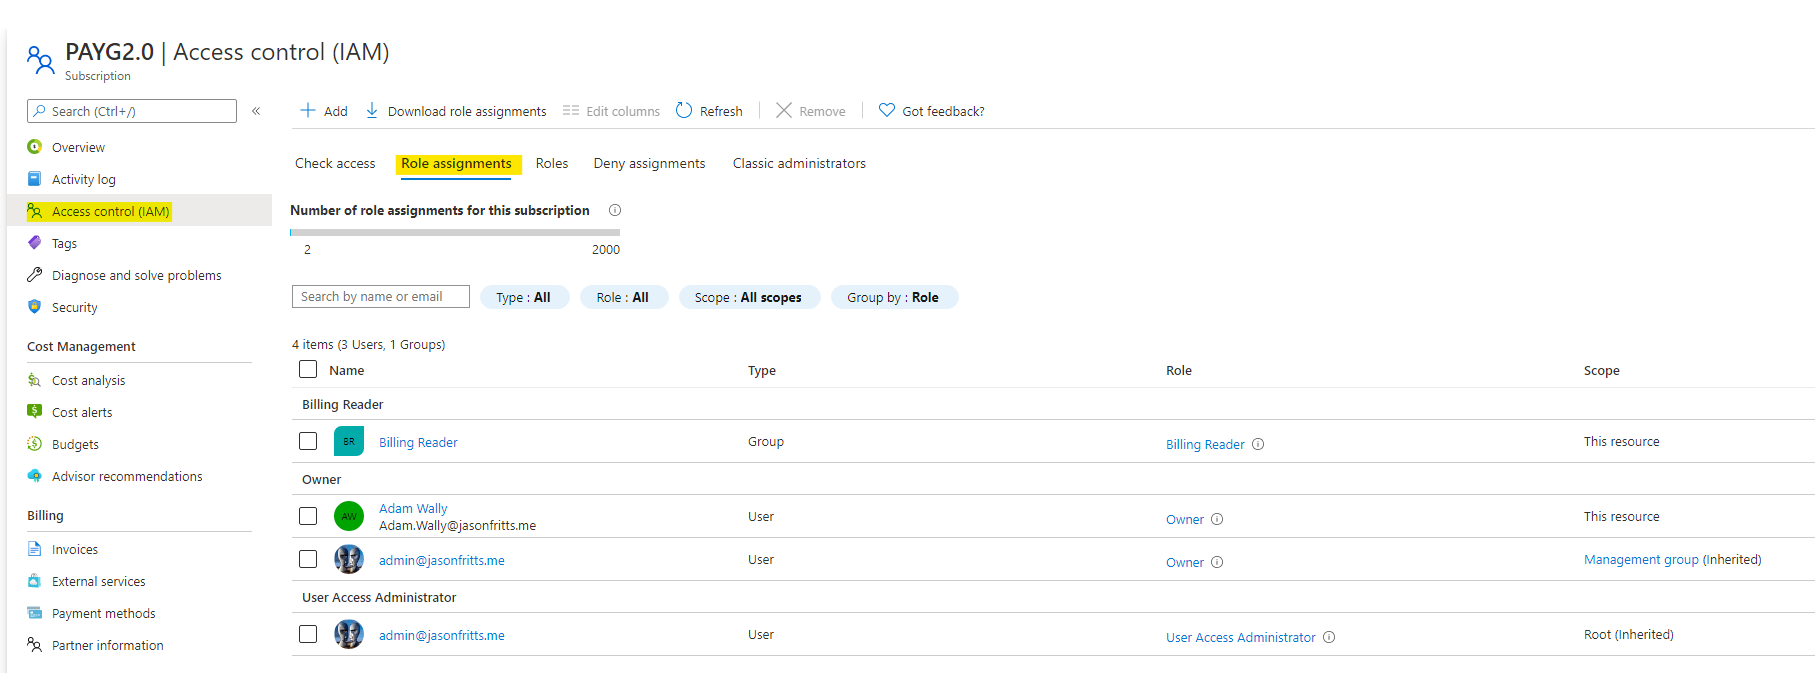 PAYG2.0 | Access control (IAM)
Subscription
Search (Ctrl+/)
«
Overview
Activity log
Access control (IAM)
Tags
Diagnose and solve problems
Security
Cost Management
Cost analysis
Cost alerts
Budgets
Advisor recommendations
Billing
Invoices
External services
Payment methods
Partner information
Add Download role assignments Edit columns Refresh Remove Got feedback?
Check access Role assignments Roles Deny assignments Classic administrators
Number of role assignments for this subscription
2 2000
Search by name or email Type : All Role : All Scope : All scopes Group by : Role
4 items (3 Users, 1 Groups)
Name Type Role Scope
Billing Reader
BR Billing Reader Group Billing Reader This resource
Owner
AW Adam Wally User Owner This resource
Adam.Wally@jasonfritts.me
admin@jasonfritts.me User Owner Management group (Inherited)
User Access Administrator
admin@jasonfritts.me User User Access Administrator Root (Inherited)